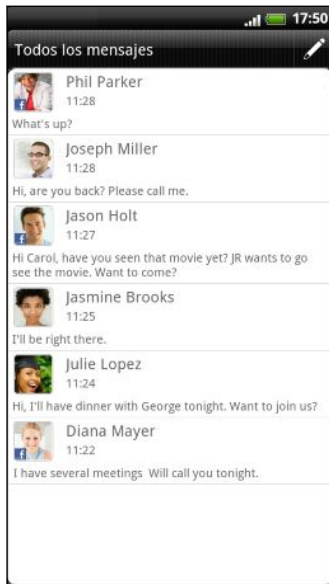 17:50
Todos los mensajes
Phil Parker
11:28
What's up?
Joseph Miller
11:28
Hi, are you back? Please call me.
Jason Holt
11:27
Hi Carol, have you seen that movie yet? JR wants to go
see the movie. Want to come?
Jasmine Brooks
11:25
I'll be right there.
Julie Lopez
11:24
Hi, I'll have dinner with George tonight. Want to join us?
Diana Mayer
11:22
I have several meetings  Will call you tonight.